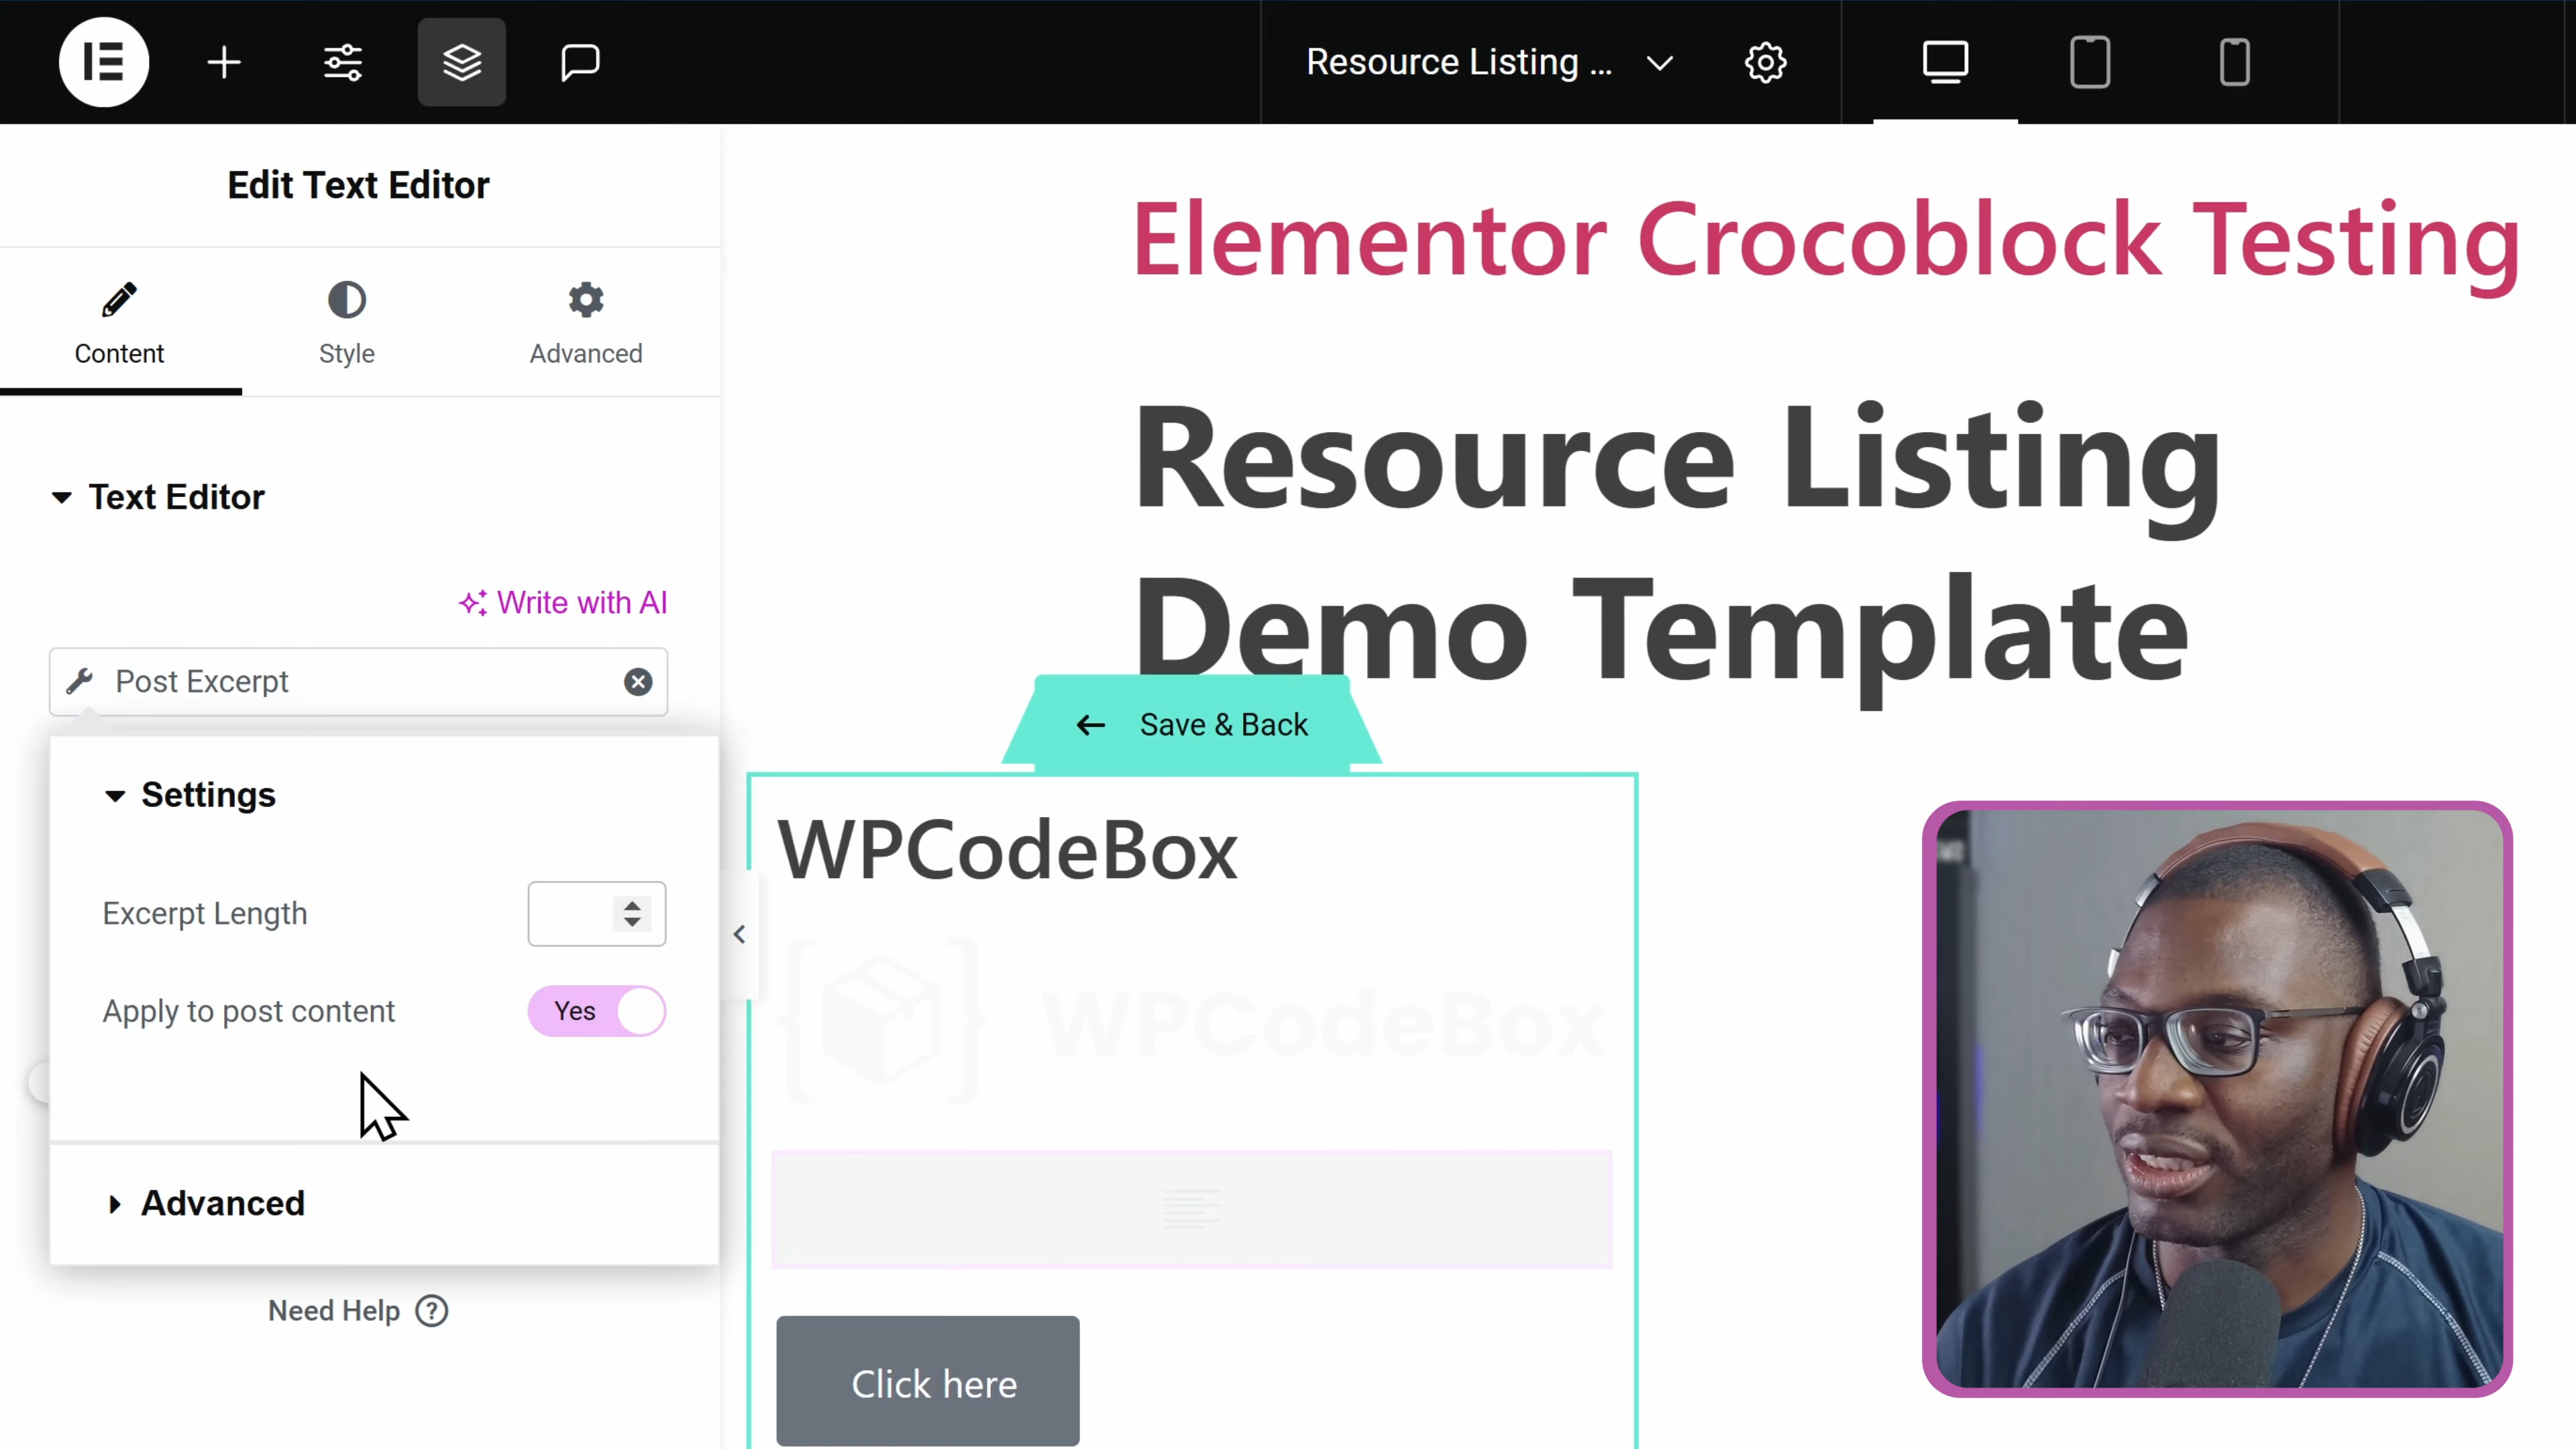 Resource Listing ...
Edit Text Editor
Content
Style
Advanced
Text Editor
Write with AI
Post Excerpt
Settings
Excerpt Length
Apply to post content
Yes
Advanced
Need Help
Elementor Crocoblock Testing
Resource Listing
Demo Template
Save & Back
WPCodeBox
WPCodeBox
Click here